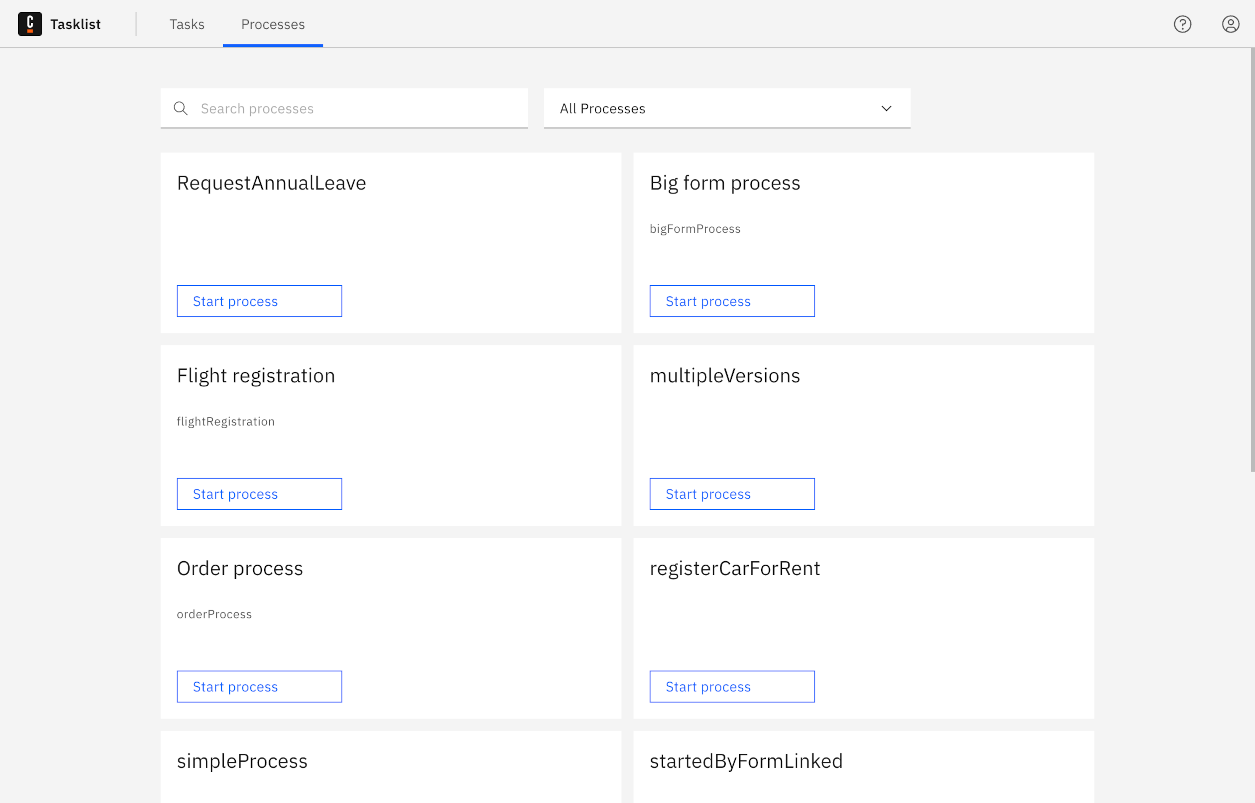 C Tasklist Tasks Processes
Search processes All Processes
RequestAnnualLeave
Start process
Big form process
bigFormProcess
Start process
Flight registration
flightRegistration
Start process
multipleVersions
Start process
Order process
orderProcess
Start process
registerCarForRent
Start process
simpleProcess
startedByFormLinked